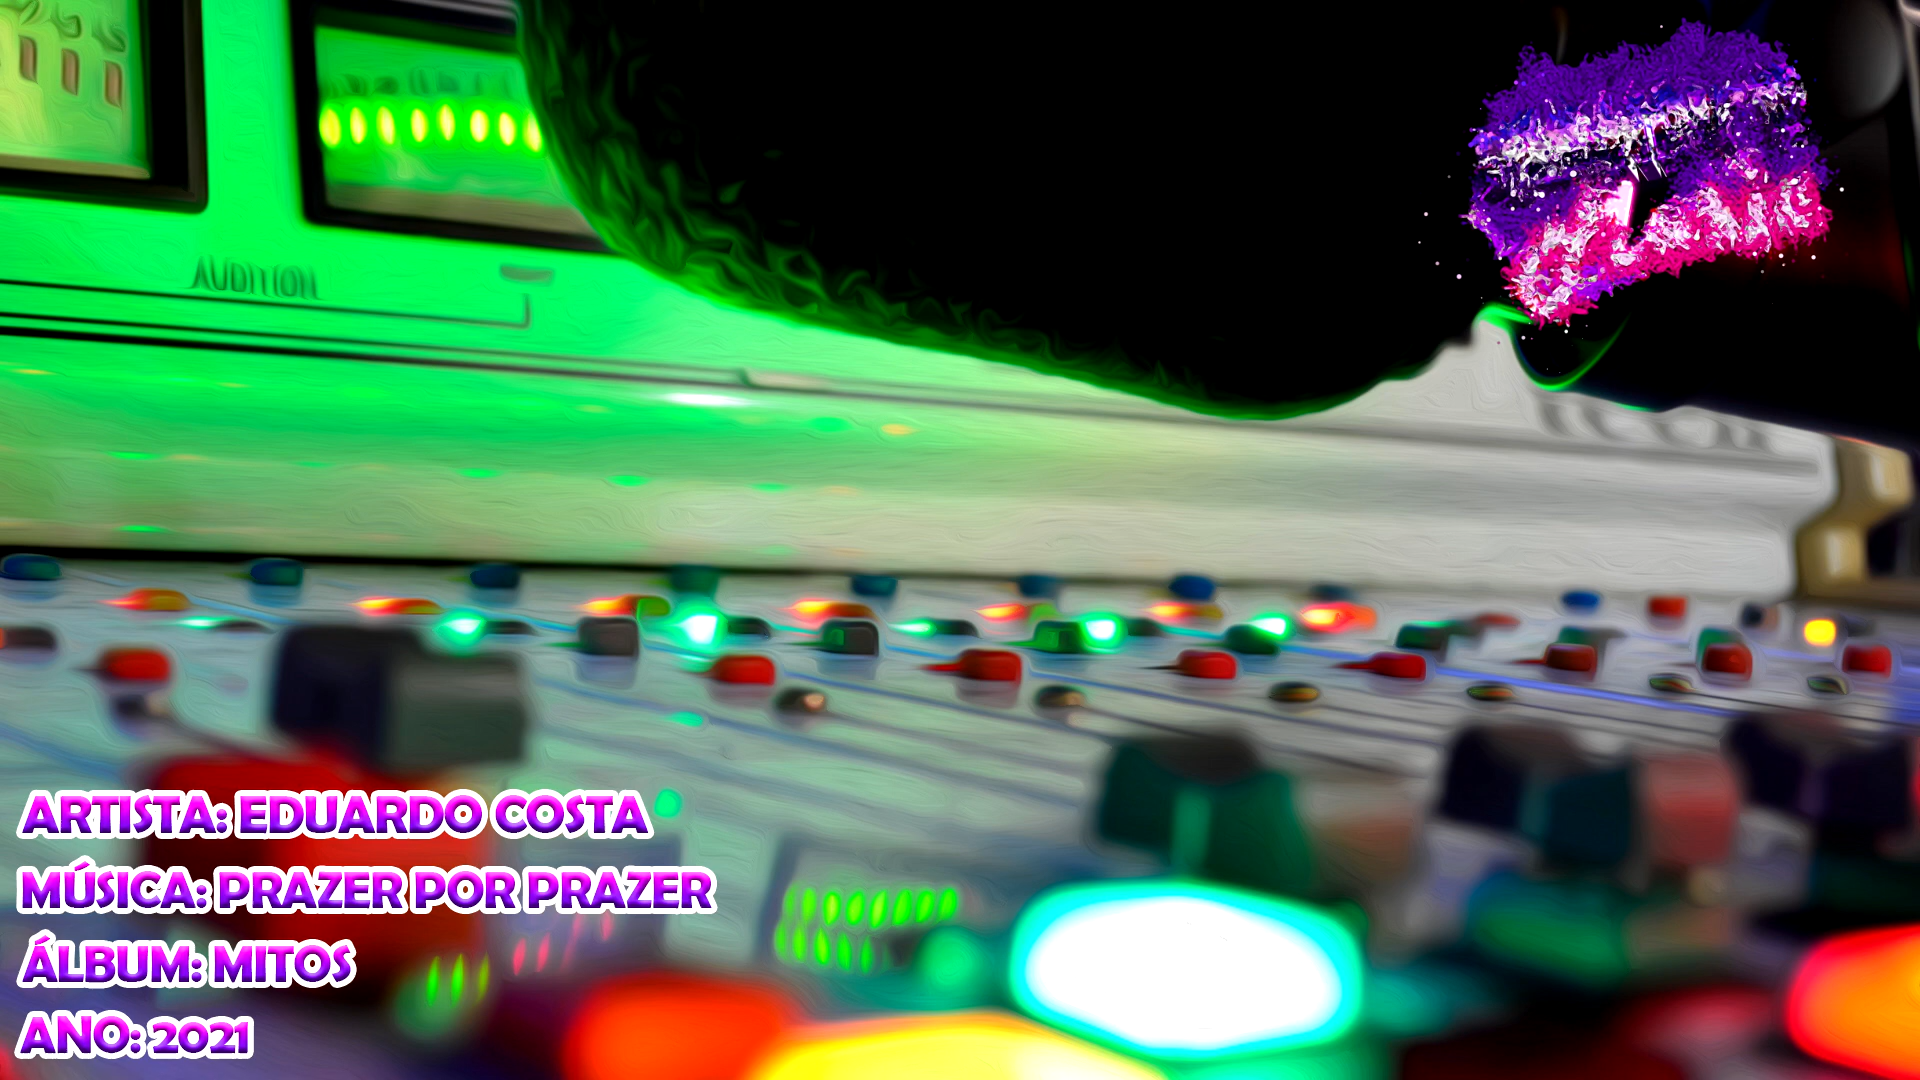 AUDITION
ARTISTA: EDUARDO COSTA
MÚSICA: PRAZER POR PRAZER
ÁLBUM: MITOS
ANO: 2021